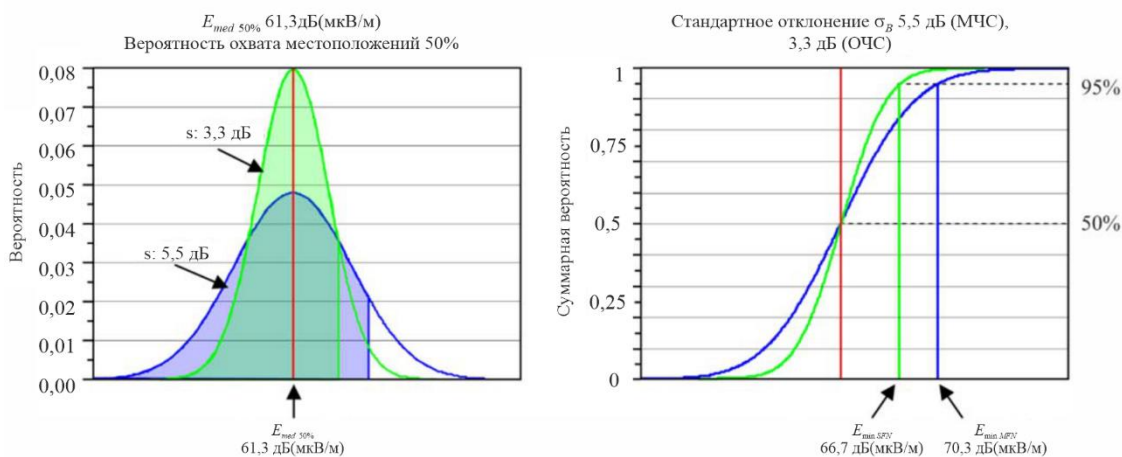 E_med 50% 61,3дБ(мкВ/м)
Вероятность охвата местоположений 50%
Вероятность
0,08
0,07
0,06
0,05
0,04
0,03
0,02
0,01
0,00
s: 3,3 дБ
s: 5,5 дБ
E_med 50%
61,3 дБ(мкВ/м)
Стандартное отклонение σ_B 5,5 дБ (МЧС),
3,3 дБ (ОЧС)
Суммарная вероятность
1
0,75
0,5
0,25
0
95%
50%
E_min SFN
66,7 дБ(мкВ/м)
E_min MFN
70,3 дБ(мкВ/м)